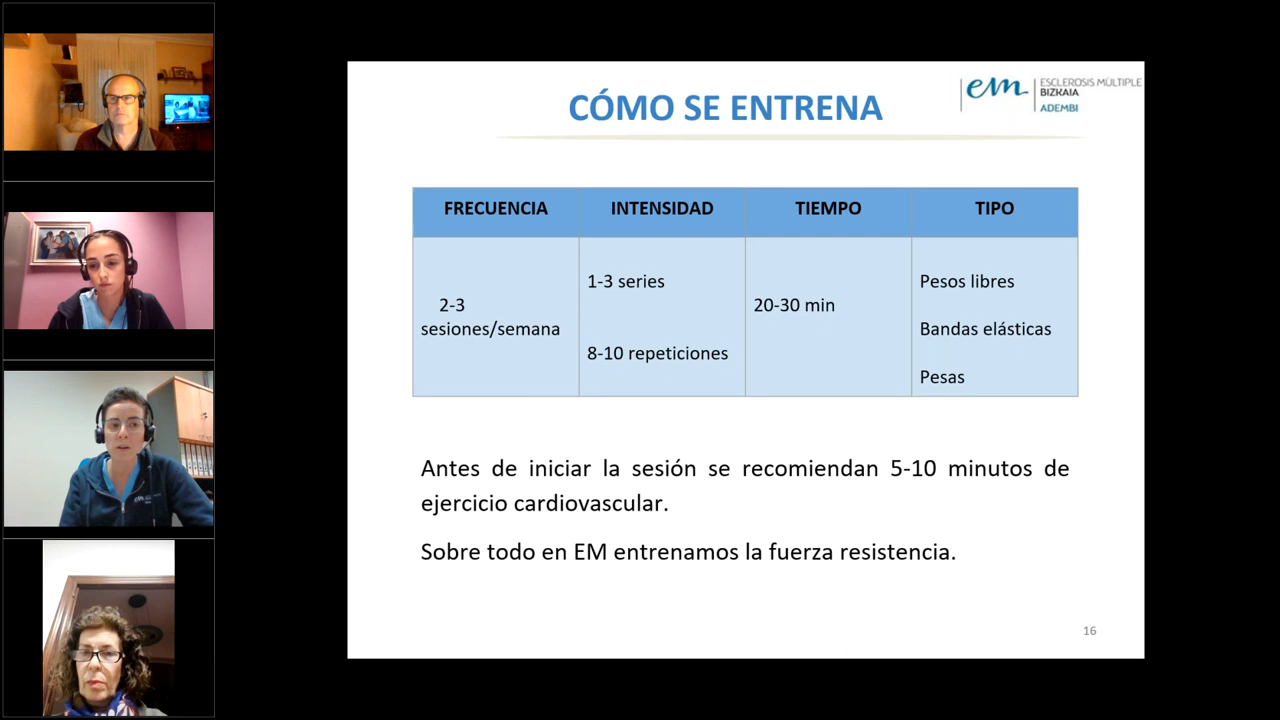 CÓMO SE ENTRENA
em
ESCLEROSIS MÚLTIPLE
BIZKAIA
ADEMBI
FRECUENCIA INTENSIDAD TIEMPO TIPO
2-3
sesiones/semana
1-3 series
8-10 repeticiones
20-30 min
Pesos libres
Bandas elásticas
Pesas
Antes de iniciar la sesión se recomiendan 5-10 minutos de
ejercicio cardiovascular.
Sobre todo en EM entrenamos la fuerza resistencia.
16